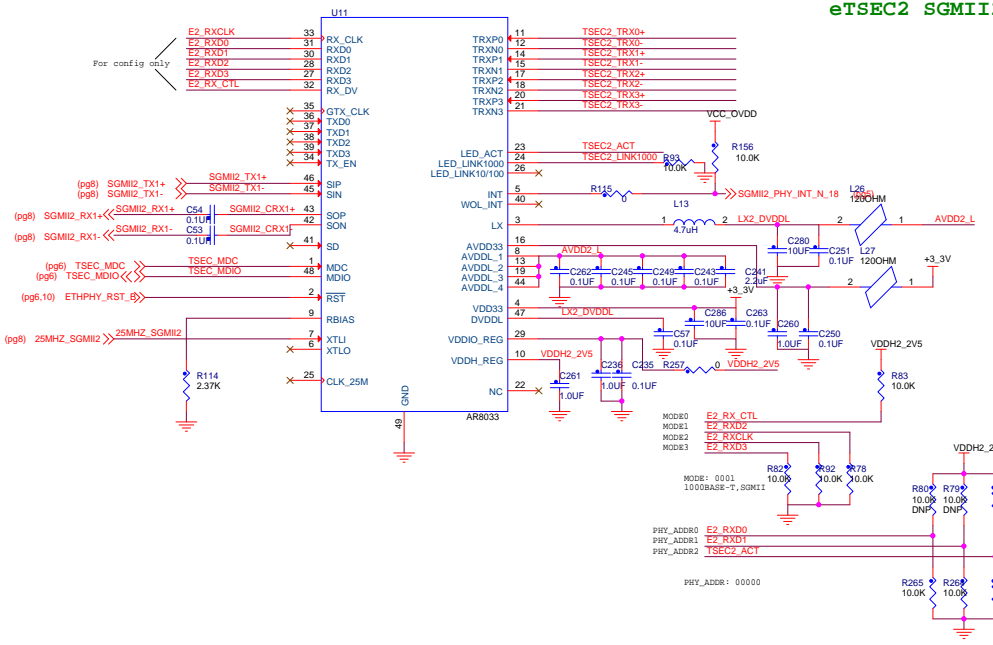 eTSEC2 SGMII2
U11
E2_RXCLK 33 RX_CLK TRXP0 11 TSEC2_TRX0+
E2_RXD0 31 RXD0 TRXN0 12 TSEC2_TRX0-
E2_RXD1 30 RXD1 TRXP1 14 TSEC2_TRX1+
For config only E2_RXD2 28 RXD2 TRXN1 15 TSEC2_TRX1-
E2_RXD3 27 RXD3 TRXP2 17 TSEC2_TRX2+
E2_RX_CTL 32 RX_DV TRXN2 18 TSEC2_TRX2-
TRXP3 20 TSEC2_TRX3+
35 GTX_CLK TRXN3 21 TSEC2_TRX3-
36 TXD0 VCC_OVDD
37 TXD1
38 TXD2 LED_ACT 23 TSEC2_ACT R156
39 TXD3 LED_LINK1000 24 TSEC2_LINK1000 R93 10.0K
34 TX_EN LED_LINK10/100 26 10.0K
(pg8) SGMII2_TX1+ SGMII2_TX1+ 46 SIP
(pg8) SGMII2_TX1- SGMII2_TX1- 45 SIN INT 5 R115 0 SGMII2_PHY_INT_N_18 L26
WOL_INT 40 120OHM
(pg8) SGMII2_RX1+ SGMII2_RX1+ C54 0.1UF SGMII2_CRX1+ 43 SOP L13
(pg8) SGMII2_RX1- SGMII2_RX1- C53 0.1UF SGMII2_CRX1- 42 SON LX 3 1 2 LX2_DVDDL 2 1 AVDD2_L
4.7uH
41 SD AVDD33 16 C280 10UF C251 0.1UF L27 120OHM
AVDDL_1 8 AVDD2_L
(pg6) TSEC_MDC TSEC_MDC 1 MDC AVDDL_2 13 +3_3V
(pg6) TSEC_MDIO TSEC_MDIO 48 MDIO AVDDL_3 19 C262 0.1UF C245 0.1UF C249 0.1UF C243 0.1UF C241 2.2uF
AVDDL_4 44 2 1
(pg6,10) ETHPHY_RST_B 2 RST +3_3V
VDD33 4
9 RBIAS DVDDL 47 LX2_DVDDL C286 10UF C263 0.1UF C260 1.0UF C250 0.1UF
(pg8) 25MHZ_SGMII2 25MHZ_SGMII2 7 XTLI VDDIO_REG 29 C57 0.1UF
6 XTLO VDDH2_2V5
VDDH_REG 10 VDDH2_2V5 C236 1.0UF C235 0.1UF R257 0 VDDH2_2V5
R114 2.37K 25 CLK_25M C261 1.0UF R83 10.0K
NC 22
GND 49
AR8033
MODE0 E2_RX_CTL
MODE1 E2_RXD2
MODE2 E2_RXCLK
MODE3 E2_RXD3 VDDH2_2
R82 10.0K R92 10.0K R78 10.0K
MODE: 0001
1000BASE-T,SGMII
R80 10.0K DNP R79 10.0K DNP
PHY_ADDR0 E2_RXD0
PHY_ADDR1 E2_RXD1
PHY_ADDR2 TSEC2_ACT
PHY_ADDR: 00000
R265 10.0K
10.0K